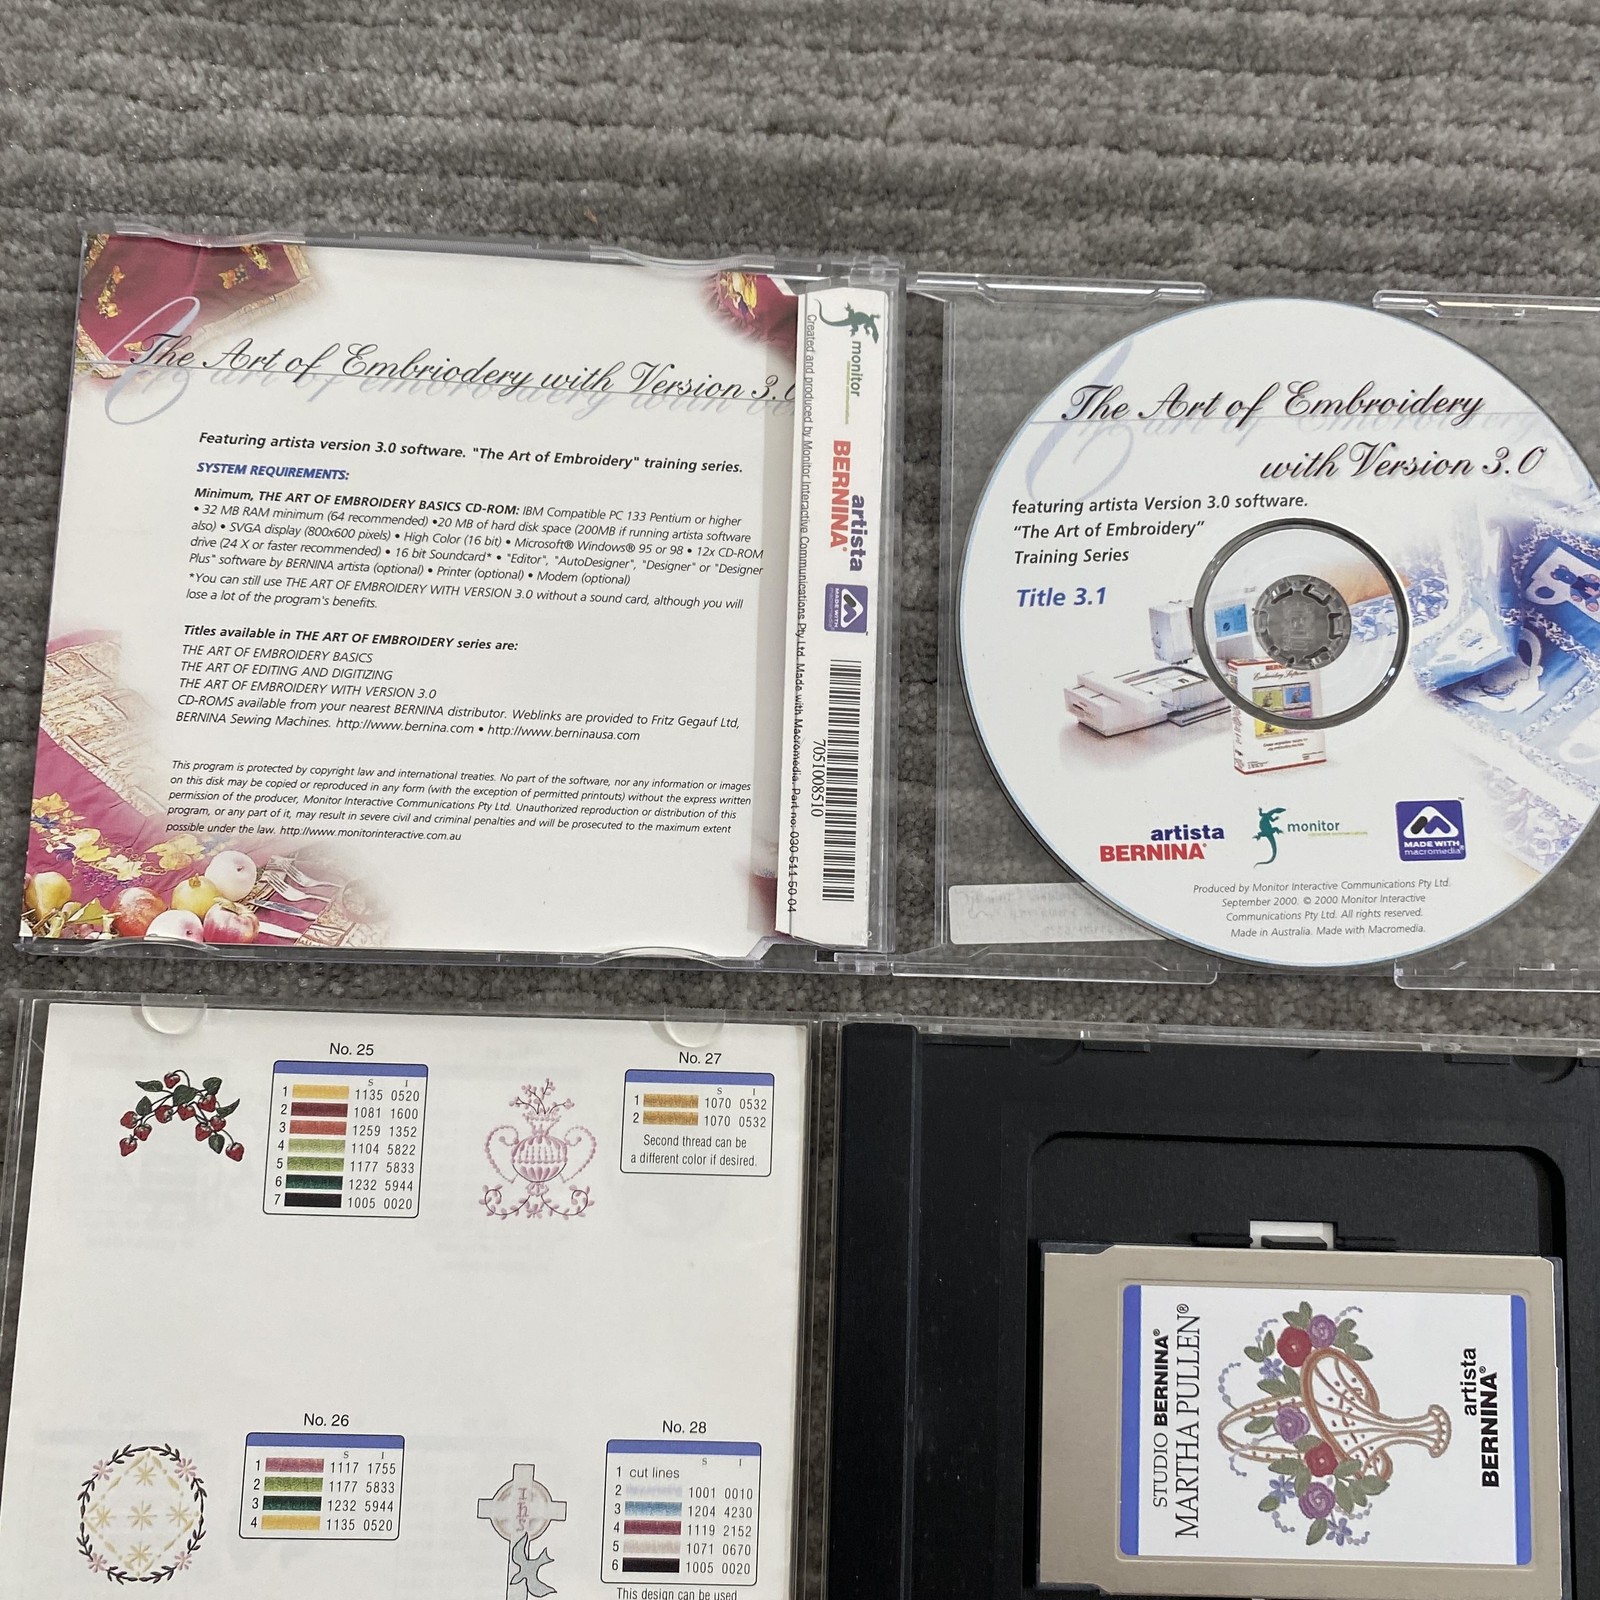 The Art of Embriodery with Version 3.0
Featuring artista version 3.0 software. "The Art of Embroidery" training series.
SYSTEM REQUIREMENTS:
Minimum, THE ART OF EMBROIDERY BASICS CD-ROM: IBM Compatible PC 133 Pentium or higher
• 32 MB RAM minimum (64 recommended) •20 MB of hard disk space (200MB if running artista software
also) • SVGA display (800x600 pixels) • High Color (16 bit) • Microsoft® Windows® 95 or 98 • 12x CD-ROM
drive (24 X or faster recommended) • 16 bit Soundcard* • "Editor", "AutoDesigner", "Designer" or "Designer
Plus" software by BERNINA artista (optional) • Printer (optional) • Modem (optional)
*You can still use THE ART OF EMBROIDERY WITH VERSION 3.0 without a sound card, although you will
lose a lot of the program's benefits.
Titles available in THE ART OF EMBROIDERY series are:
THE ART OF EMBROIDERY BASICS
THE ART OF EDITING AND DIGITIZING
THE ART OF EMBROIDERY WITH VERSION 3.0
CD-ROMS available from your nearest BERNINA distributor. Weblinks are provided to Fritz Gegauf Ltd,
BERNINA Sewing Machines. http://www.bernina.com • http://www.berninausa.com
This program is protected by copyright law and international treaties. No part of the software, nor any information or images
on this disk may be copied or reproduced in any form (with the exception of permitted printouts) without the express written
permission of the producer, Monitor Interactive Communications Pty Ltd. Unauthorized reproduction or distribution of this
program, or any part of it, may result in severe civil and criminal penalties and will be prosecuted to the maximum extent
possible under the law. http://www.monitorinteractive.com.au
monitor
artista
BERNINA®
MADE WITH
7051008510
Created and produced by Monitor Interactive Communications Pty Ltd. Made with Macromedia. Part no: 030 511 50 04
The Art of Embroidery
with Version 3.0
featuring artista Version 3.0 software.
"The Art of Embroidery"
Training Series
Title 3.1
artista
BERNINA®
monitor
MADE WITH
macromedia®
Produced by Monitor Interactive Communications Pty Ltd.
September 2000. © 2000 Monitor Interactive
Communications Pty Ltd. All rights reserved.
Made in Australia. Made with Macromedia.
No. 25
S I
1 1135 0520
2 1081 1600
3 1259 1352
4 1104 5822
5 1177 5833
6 1232 5944
7 1005 0020
No. 27
S I
1 1070 0532
2 1070 0532
Second thread can be
a different color if desired.
No. 26
S I
1 1117 1755
2 1177 5833
3 1232 5944
4 1135 0520
No. 28
S I
1 cut lines
2 1001 0010
3 1204 4230
4 1119 2152
5 1071 0670
6 1005 0020
This design can be used
IhS
STUDIO BERNINA®
MARTHA PULLEN®
artista
BERNINA®